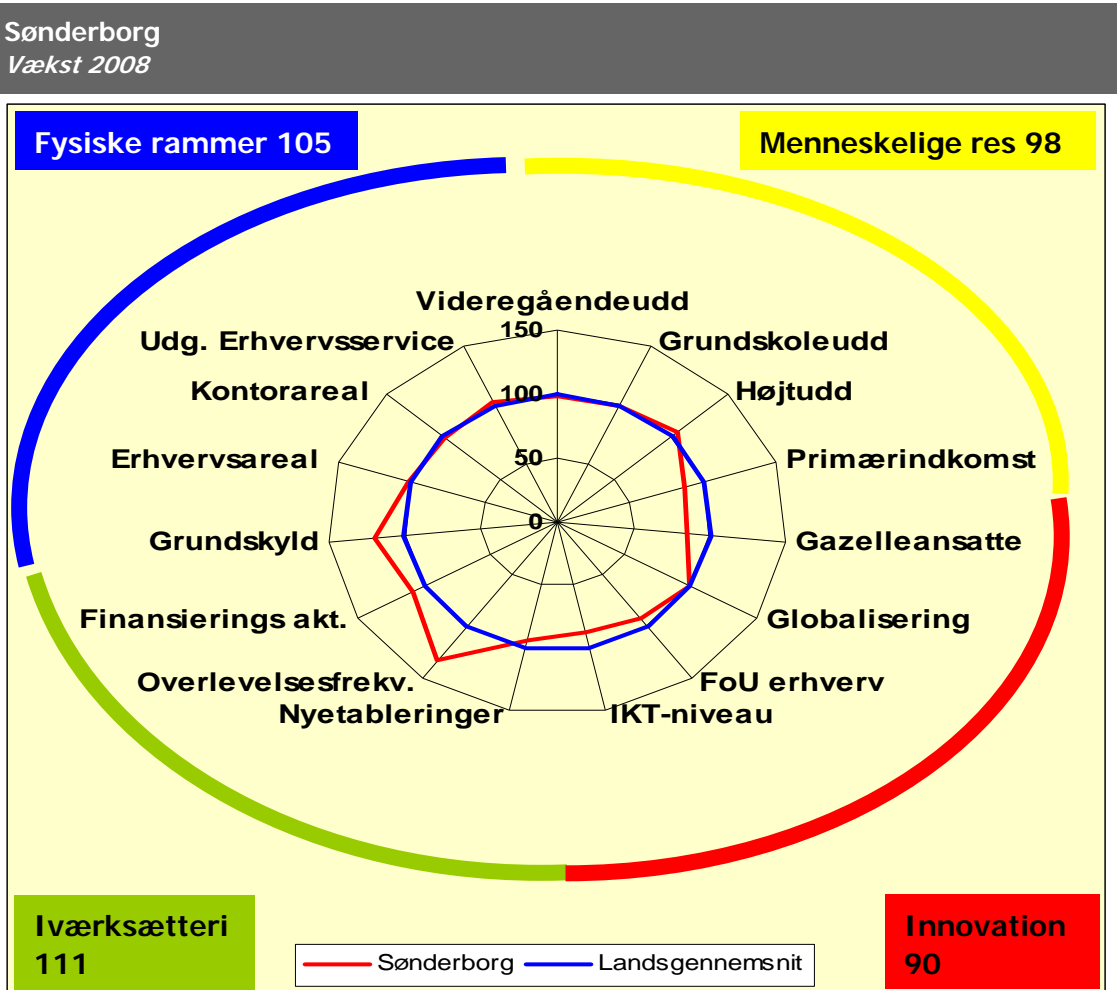 Sønderborg
Vækst 2008
Fysiske rammer 105
Menneskelige res 98
Videregåendeudd
150
Udg. Erhvervsservice
Grundskoleudd
Kontorareal
100
Højtudd
Erhvervsareal
50
Primærindkomst
Grundskyld
0
Gazelleansatte
Finansierings akt.
Globalisering
Overlevelsesfrekv.
FoU erhverv
Nyetableringer
IKT-niveau
Iværksætteri
111
Innovation
90
Sønderborg
Landsgennemsnit